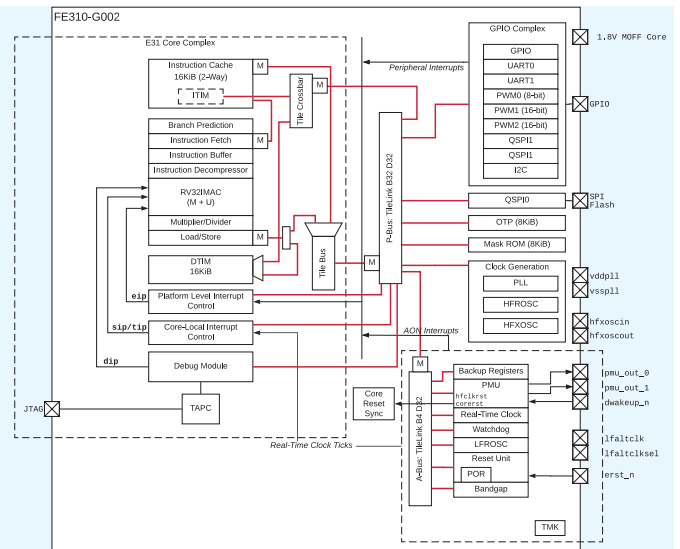 FE310-G002
E31 Core Complex
Instruction Cache
16KiB (2-Way)
M
ITIM
Tile Crossbar
M
Branch Prediction
Instruction Fetch
M
Instruction Buffer
Instruction Decompressor
RV32IMAC
(M + U)
Multiplier/Divider
Load/Store
M
DTIM
16KiB
Tile Bus
M
P-Bus: TileLink B32 D32
eip
Platform Level Interrupt
Control
sip/tip
Core-Local Interrupt
Control
dip
Debug Module
TAPC
JTAG
Real-Time Clock Ticks
Peripheral Interrupts
AON Interrupts
GPIO Complex
GPIO
UART0
UART1
PWM0 (8-bit)
PWM1 (16-bit)
PWM2 (16-bit)
QSPI1
QSPI1
I2C
QSPI0
OTP (8KiB)
Mask ROM (8KiB)
Clock Generation
PLL
HFROSC
HFXOSC
1.8V MOFF Core
GPIO
SPI
Flash
vddpll
vsspll
hfxoscin
hfxoscout
M
A-Bus: TileLink B4 D32
Core
Reset
Sync
Backup Registers
PMU
hfclkrst
corerst
Real-Time Clock
Watchdog
LFROSC
Reset Unit
POR
Bandgap
TMK
pmu_out_0
pmu_out_1
dwakeup_n
lfaltclk
lfaltclksel
erst_n